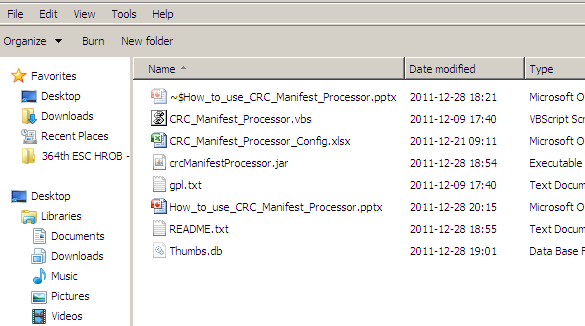 File Edit View Tools Help
Organize Burn New folder
Name Date modified Type
Favorites
Desktop
Downloads
Recent Places
364th ESC HROB -
Desktop
Libraries
Documents
Downloads
Music
Pictures
Videos
~$How_to_use_CRC_Manifest_Processor.pptx 2011-12-28 18:21 Microsoft O
CRC_Manifest_Processor.vbs 2011-12-09 17:40 VBScript Scr
CRC_Manifest_Processor_Config.xlsx 2011-12-21 09:11 Microsoft O
crcManifestProcessor.jar 2011-12-28 18:54 Executable
gpl.txt 2011-12-09 17:40 Text Docum
How_to_use_CRC_Manifest_Processor.pptx 2011-12-28 20:15 Microsoft O
README.txt 2011-12-28 18:55 Text Docum
Thumbs.db 2011-12-28 19:01 Data Base F